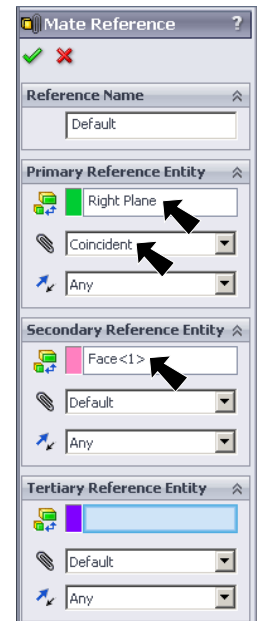 Mate Reference ?
Reference Name
Default
Primary Reference Entity
Right Plane
Coincident
Any
Secondary Reference Entity
Face<1>
Default
Any
Tertiary Reference Entity
Default
Any